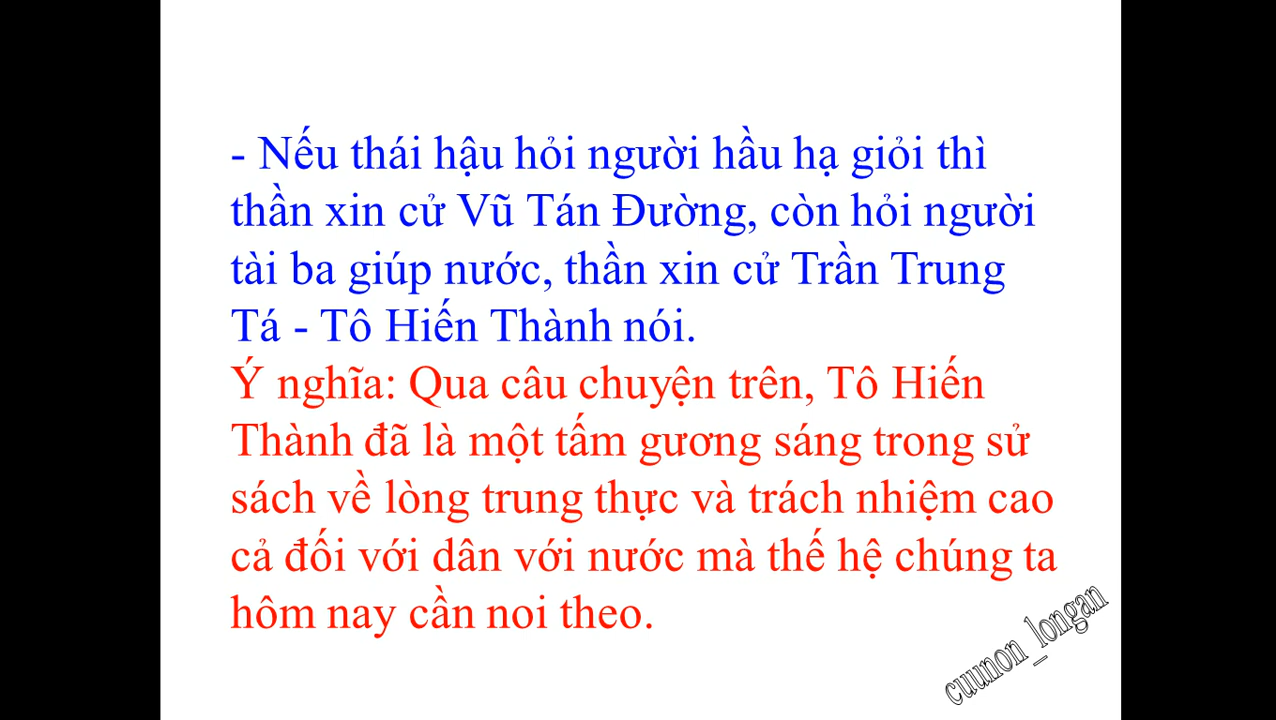 - Nếu thái hậu hỏi người hầu hạ giỏi thì
thần xin cử Vũ Tán Đường, còn hỏi người
tài ba giúp nước, thần xin cử Trần Trung
Tá - Tô Hiến Thành nói.
Ý nghĩa: Qua câu chuyện trên, Tô Hiến
Thành đã là một tấm gương sáng trong sử
sách về lòng trung thực và trách nhiệm cao
cả đối với dân với nước mà thế hệ chúng ta
hôm nay cần noi theo.
cuunon_longan